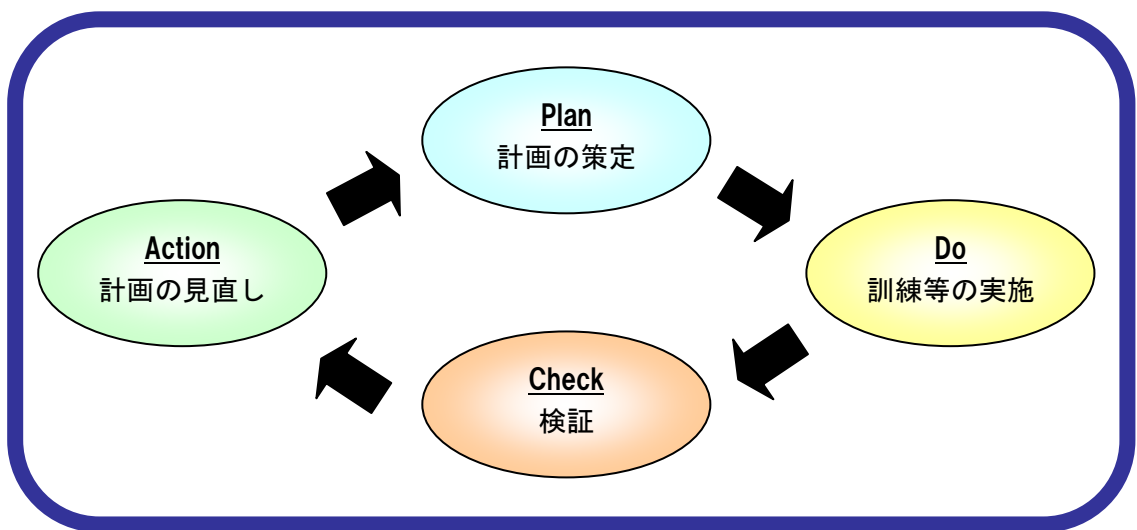 Plan
計画の策定
Do
訓練等の実施
Check
検証
Action
計画の見直し